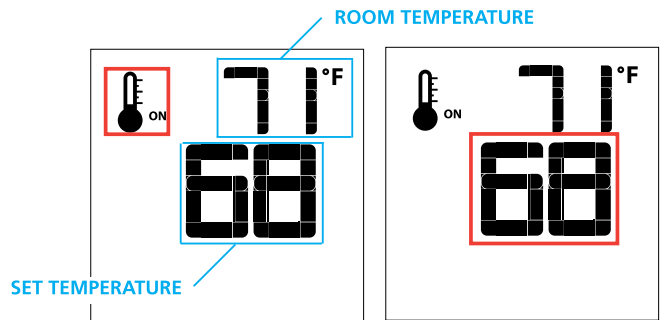 ROOM TEMPERATURE
71°F
ON
68
SET TEMPERATURE
71°F
ON
68